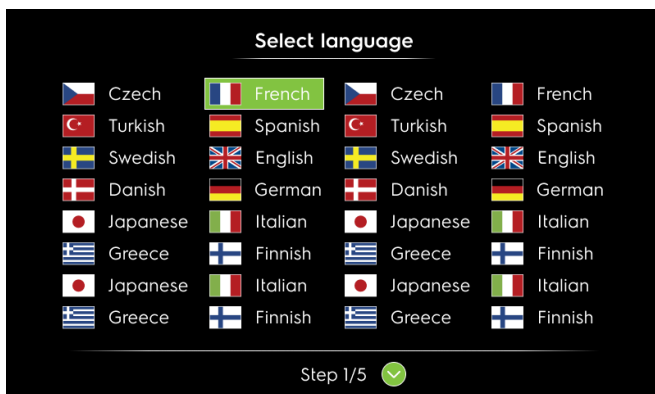 Select language
Czech French Czech French
Turkish Spanish Turkish Spanish
Swedish English Swedish English
Danish German Danish German
Japanese Italian Japanese Italian
Greece Finnish Greece Finnish
Japanese Italian Japanese Italian
Greece Finnish Greece Finnish
Step 1/5